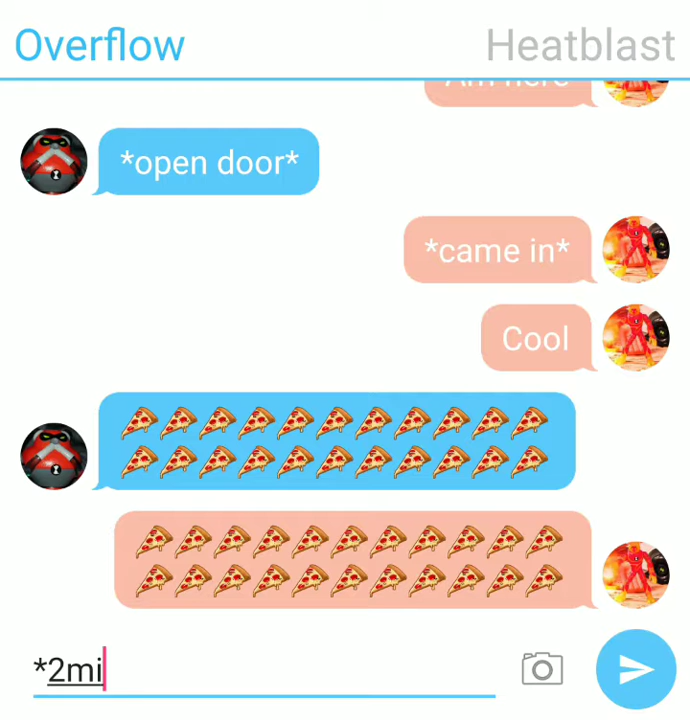 Overflow
Heatblast
*open door*
*came in*
Cool
🍕🍕🍕🍕🍕🍕🍕🍕🍕🍕🍕
🍕🍕🍕🍕🍕🍕🍕🍕🍕🍕🍕
🍕🍕🍕🍕🍕🍕🍕🍕🍕🍕🍕
🍕🍕🍕🍕🍕🍕🍕🍕🍕🍕🍕
*2mi